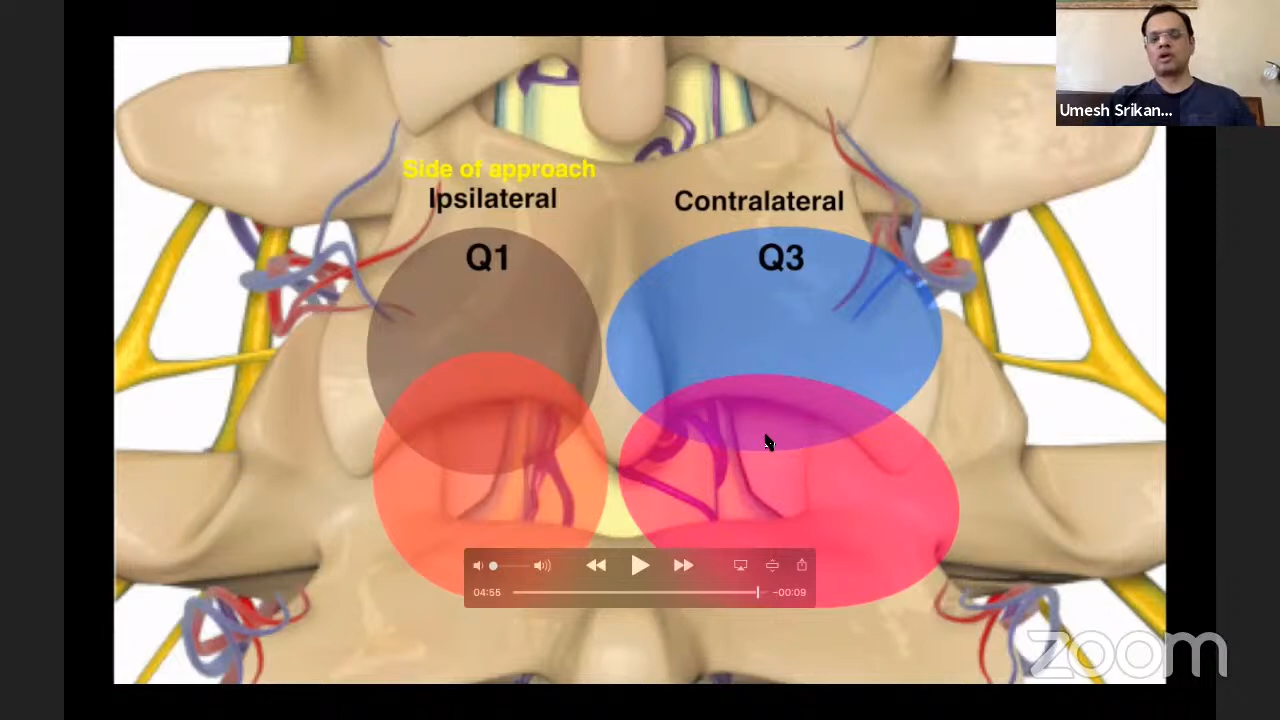 Umesh Srikan...
Side of approach
Ipsilateral
Contralateral
Q1
Q3
04:55
-00:09
zoom